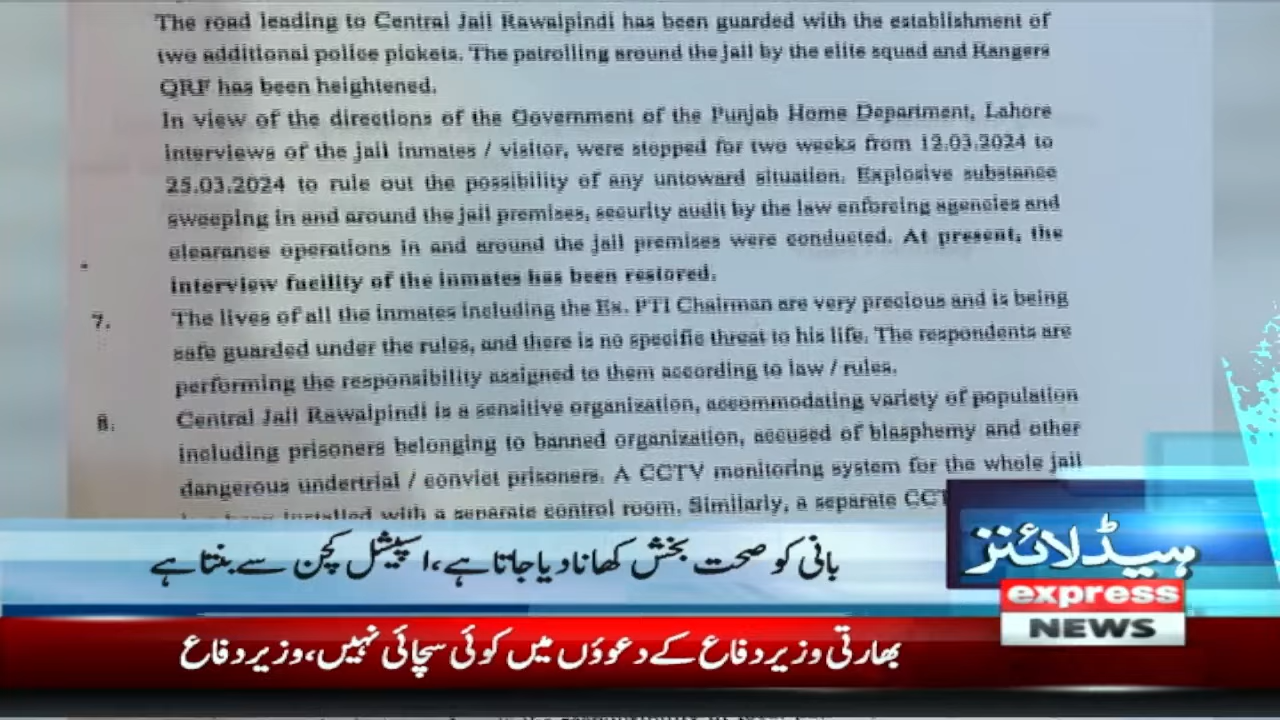 The road leading to Central Jail Rawalpindi has been guarded with the establishment of
two additional police pickets. The patrolling around the jail by the elite squad and Rangers
QRF has been heightened.
In view of the directions of the Government of the Punjab Home Department, Lahore
interviews of the jail inmates / visitor, were stopped for two weeks from 12.03.2024 to
25.03.2024 to rule out the possibility of any untoward situation. Explosive substance
sweeping in and around the jail premises, security audit by the law enforcing agencies and
clearance operations in and around the jail premises were conducted. At present, the
interview facility of the inmates has been restored.
7. The lives of all the inmates including the Ex. PTI Chairman are very precious and is being
safe guarded under the rules, and there is no specific threat to his life. The respondents are
performing the responsibility assigned to them according to law / rules.
8. Central Jail Rawalpindi is a sensitive organization, accommodating variety of population
including prisoners belonging to banned organization, accused of blasphemy and other
dangerous undertrial / convict prisoners. A CCTV monitoring system for the whole jail
installed with a separate control room. Similarly, a separate
ہیڈلائنز
بانی کو صحت بخش کھانا دیا جاتا ہے، اسپیشل کچن سے بنتا ہے
express
NEWS
بھارتی وزیر دفاع کے دعوؤں میں کوئی سچائی نہیں، وزیر دفاع